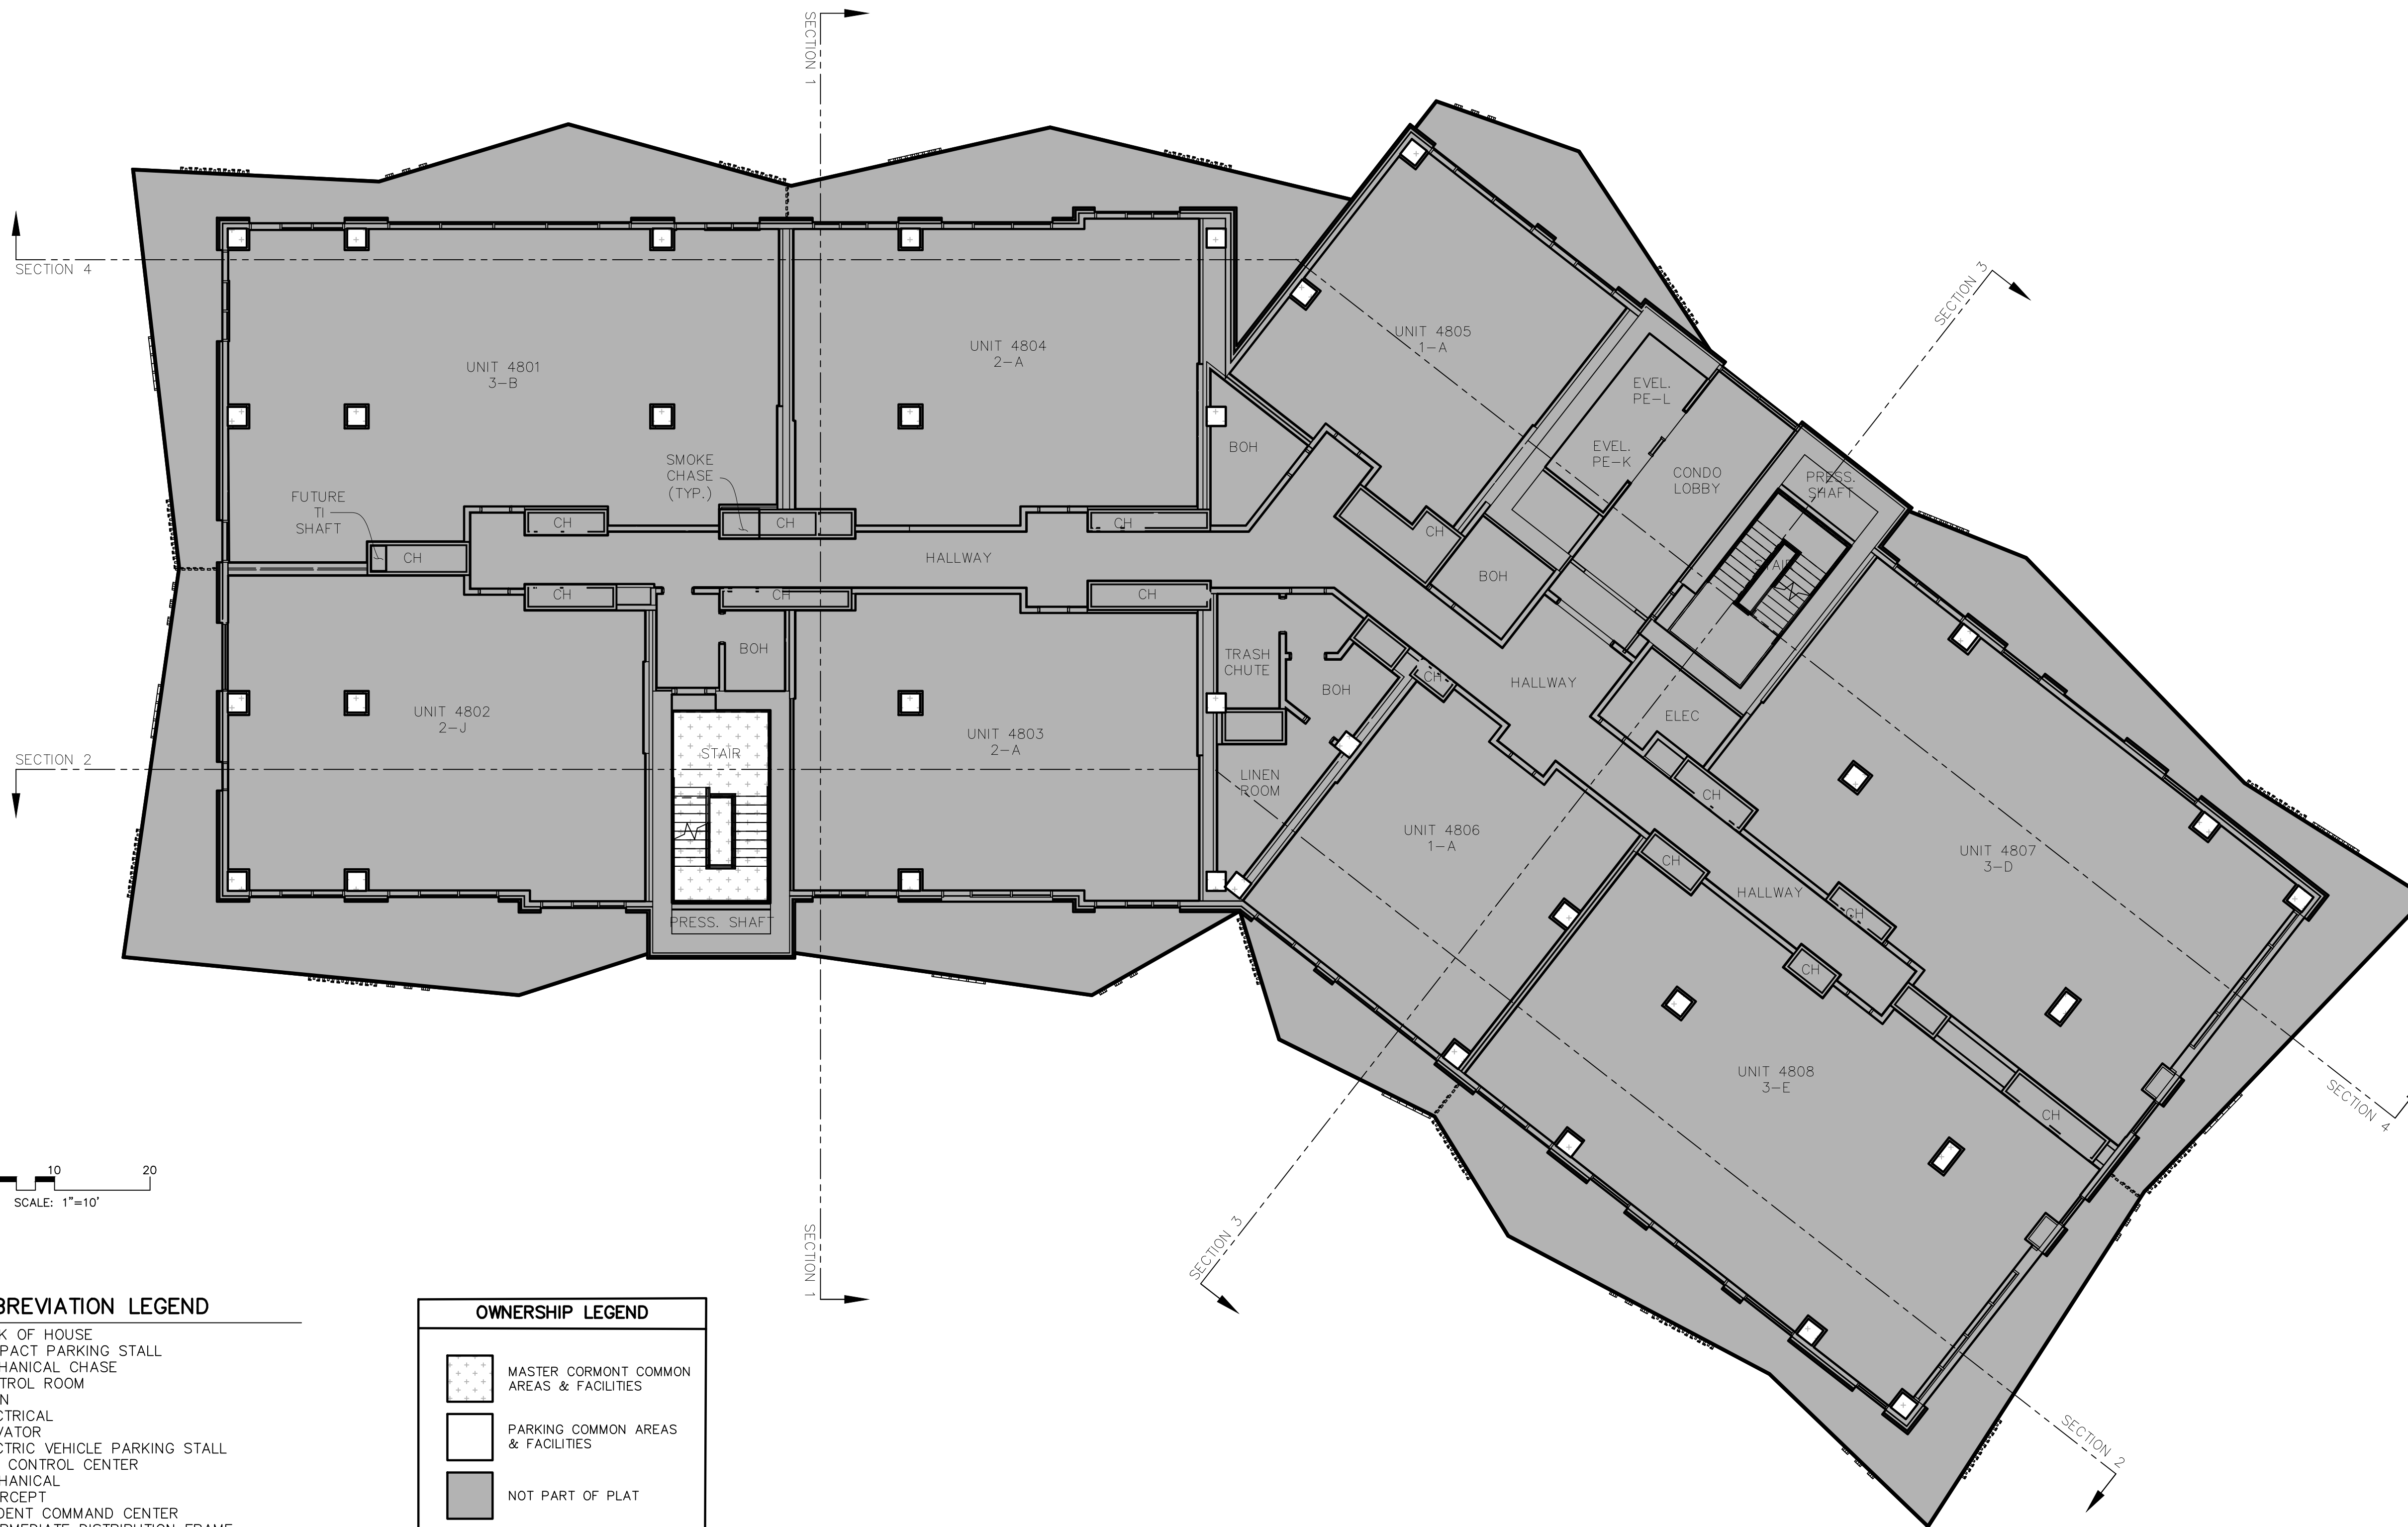 SECTION 1
SECTION 4
SECTION 3
UNIT 4801
3-B
UNIT 4804
2-A
UNIT 4805
1-A
EVEL.
PE-L
EVEL.
PE-K
CONDO
LOBBY
PRESS.
SHAFT
STAIR
BOH
SMOKE
CHASE
(TYP.)
FUTURE
TI
SHAFT
CH
CH
CH
CH
CH
HALLWAY
BOH
CH
CH
CH
BOH
TRASH
CHUTE
BOH
CH
HALLWAY
ELEC
UNIT 4802
2-J
UNIT 4803
2-A
STAIR
SECTION 2
LINEN
ROOM
CH
UNIT 4806
1-A
UNIT 4807
3-D
CH
HALLWAY
CH
PRESS. SHAFT
CH
UNIT 4808
3-E
CH
SECTION 4
10 20
SCALE: 1"=10'
SECTION 1
SECTION 3
SECTION 2
BREVIATION LEGEND
K OF HOUSE
PACT PARKING STALL
HANICAL CHASE
TROL ROOM
N
CTRICAL
VATOR
CTRIC VEHICLE PARKING STALL
CONTROL CENTER
HANICAL
RCEPT
DENT COMMAND CENTER
RMEDIATE DISTRIBUTION FRAME
OWNERSHIP LEGEND
MASTER CORMONT COMMON
AREAS & FACILITIES
PARKING COMMON AREAS
& FACILITIES
NOT PART OF PLAT